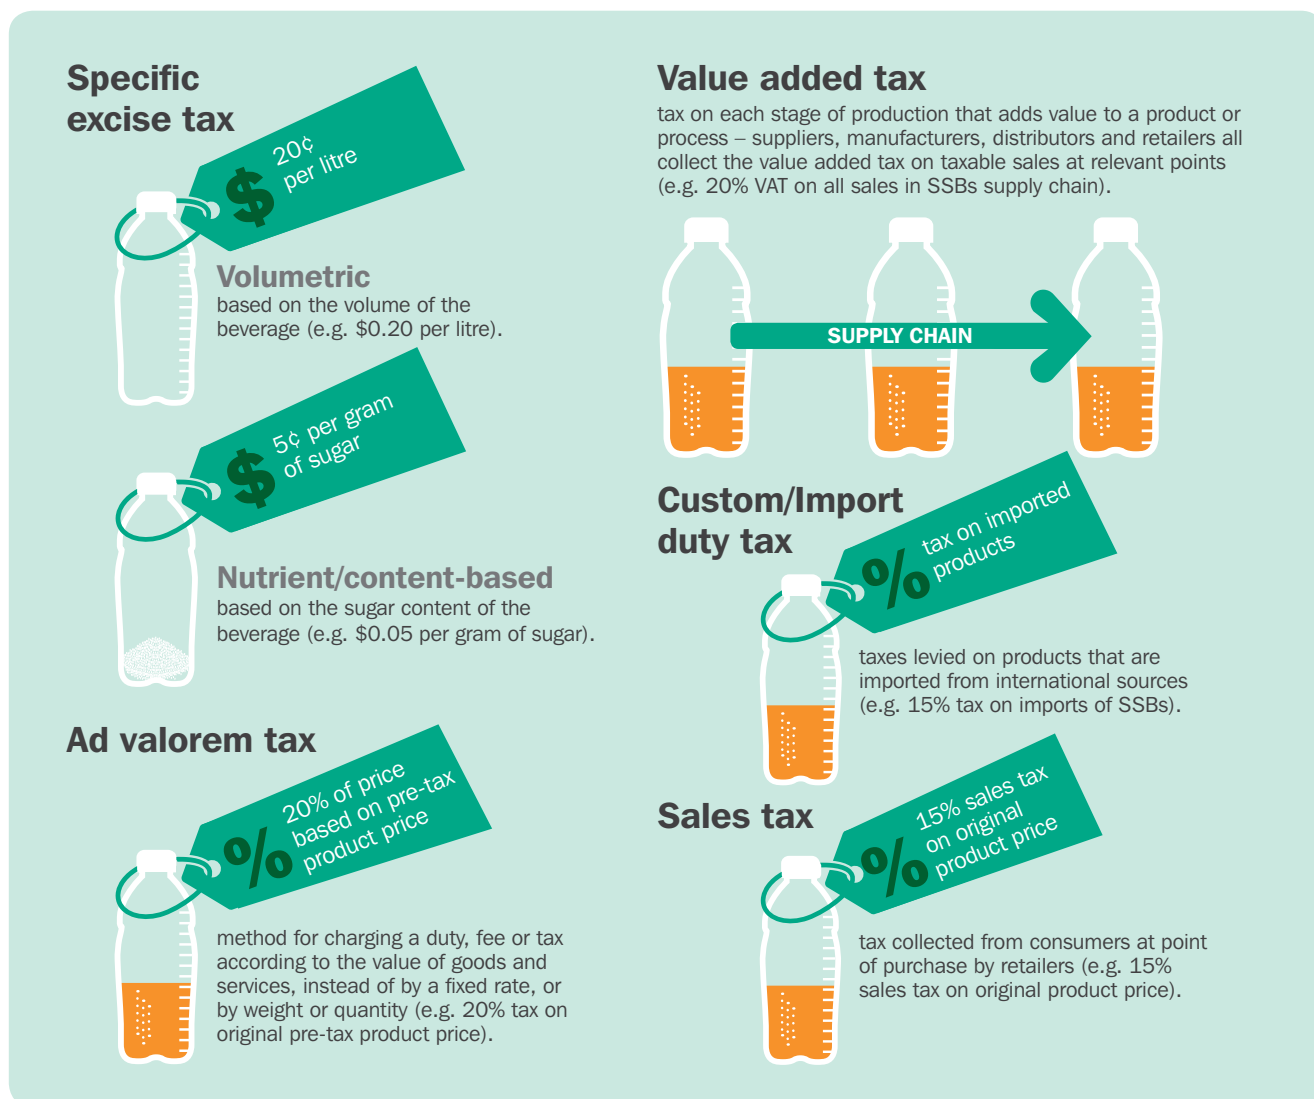 Specific
excise tax
$
20¢
per litre
Volumetric
based on the volume of the
beverage (e.g. $0.20 per litre).
$
5¢ per gram
of sugar
Nutrient/content-based
based on the sugar content of the
beverage (e.g. $0.05 per gram of sugar).
Ad valorem tax
%
20% of price
based on pre-tax
product price
method for charging a duty, fee or tax
according to the value of goods and
services, instead of by a fixed rate, or
by weight or quantity (e.g. 20% tax on
original pre-tax product price).
Value added tax
tax on each stage of production that adds value to a product or
process – suppliers, manufacturers, distributors and retailers all
collect the value added tax on taxable sales at relevant points
(e.g. 20% VAT on all sales in SSBs supply chain).
SUPPLY CHAIN
Custom/Import
duty tax
%
tax on imported
products
taxes levied on products that are
imported from international sources
(e.g. 15% tax on imports of SSBs).
Sales tax
%
15% sales tax
on original
product price
tax collected from consumers at point
of purchase by retailers (e.g. 15%
sales tax on original product price).